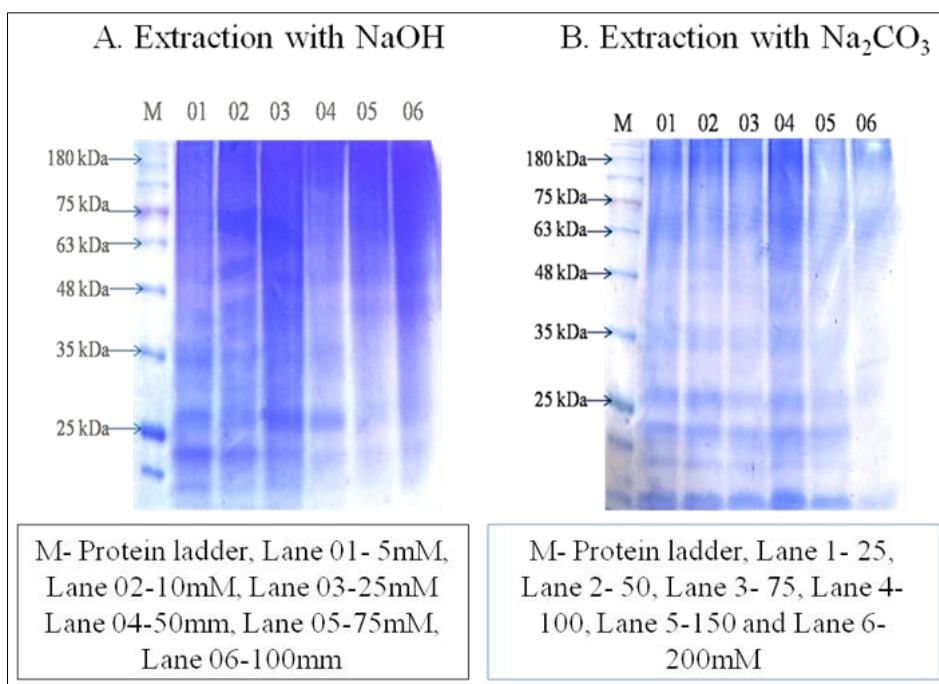 A. Extraction with NaOH
M 01 02 03 04 05 06
180 kDa
75 kDa
63 kDa
48 kDa
35 kDa
25 kDa
M- Protein ladder, Lane 01- 5mM,
Lane 02-10mM, Lane 03-25mM
Lane 04-50mm, Lane 05-75mM,
Lane 06-100mm
B. Extraction with Na₂CO₃
M 01 02 03 04 05 06
180 kDa
75 kDa
63 kDa
48 kDa
35 kDa
25 kDa
M- Protein ladder, Lane 1- 25,
Lane 2- 50, Lane 3- 75, Lane 4-
100, Lane 5-150 and Lane 6-
200mM